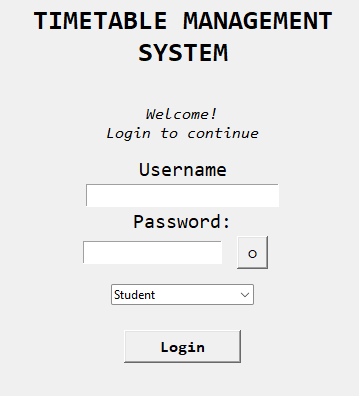 TIMETABLE MANAGEMENT
SYSTEM
Welcome!
Login to continue
Username
Password:
o
Student
Login